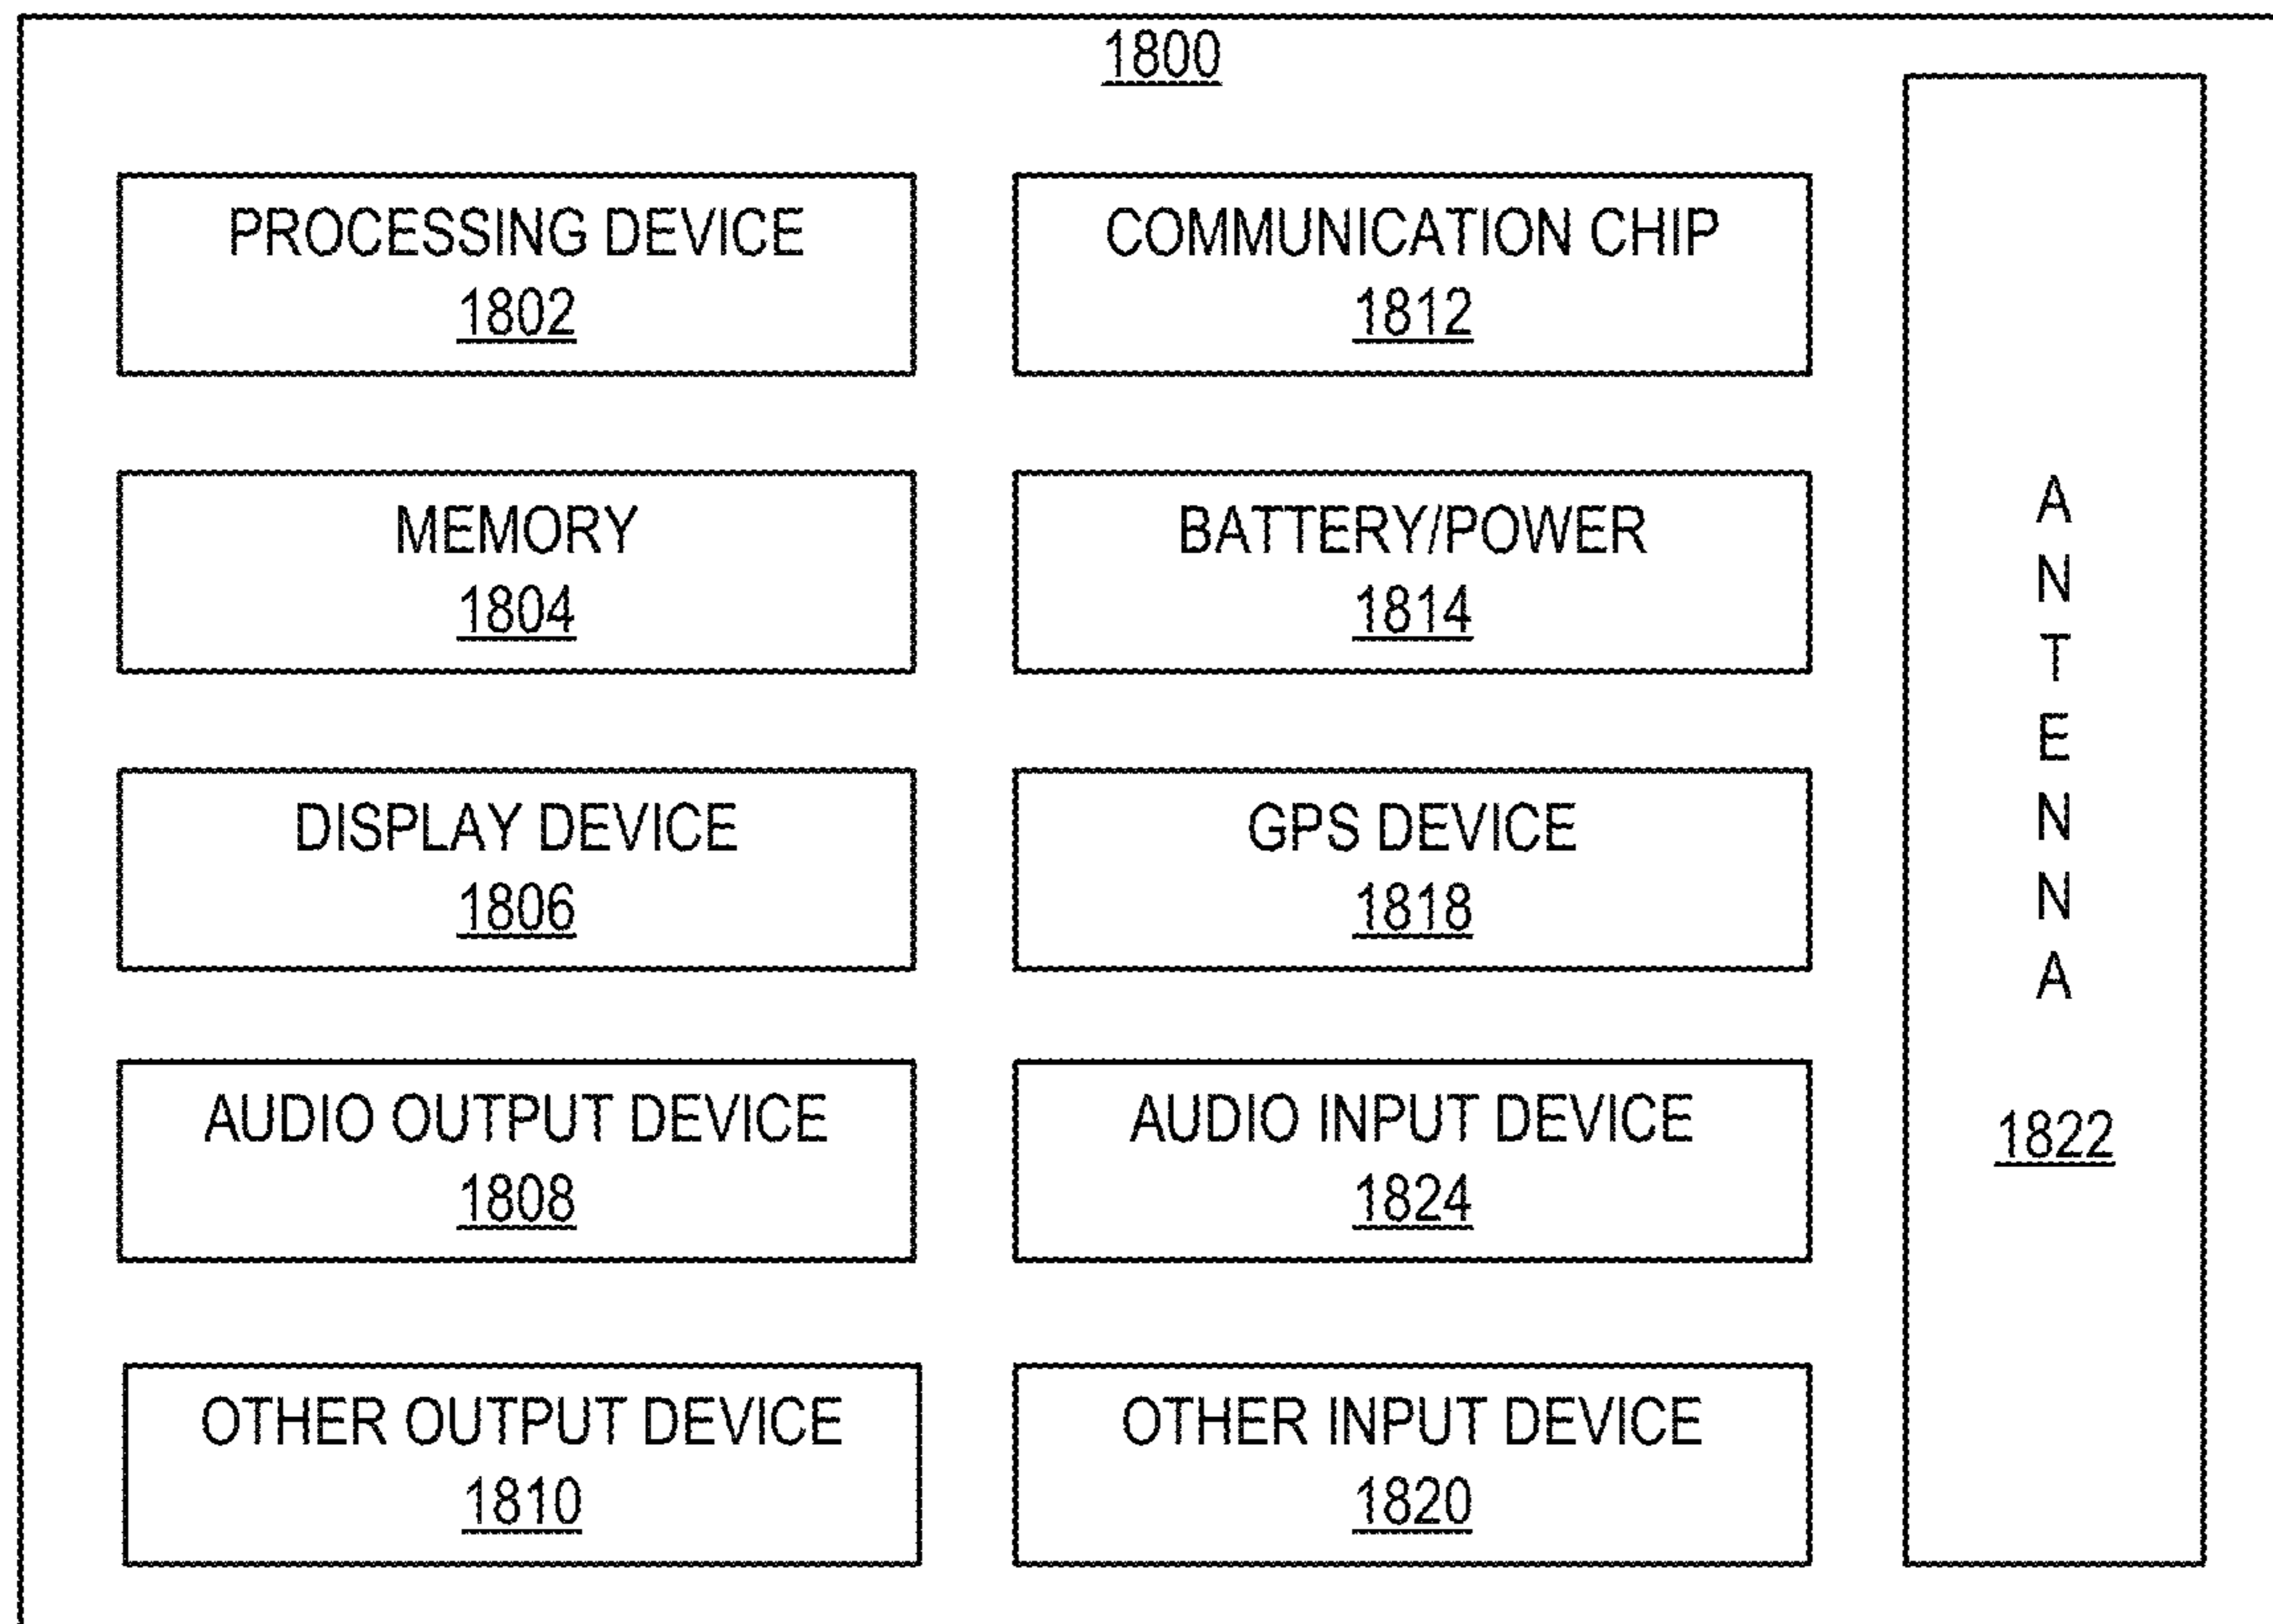 1800
PROCESSING DEVICE
1802
COMMUNICATION CHIP
1812
MEMORY
1804
BATTERY/POWER
1814
DISPLAY DEVICE
1806
GPS DEVICE
1818
AUDIO OUTPUT DEVICE
1808
AUDIO INPUT DEVICE
1824
OTHER OUTPUT DEVICE
1810
OTHER INPUT DEVICE
1820
A
N
T
E
N
N
A
1822